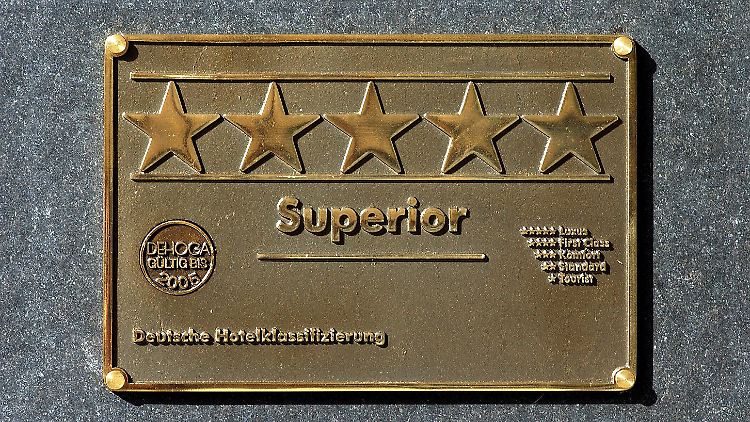 Superior
DEHOGA
GÜLTIG BIS
2005
★★★★★ Luxus
★★★★ First Class
★★★ Komfort
★★ Standard
★ Tourist
Deutsche Hotelklassifizierung